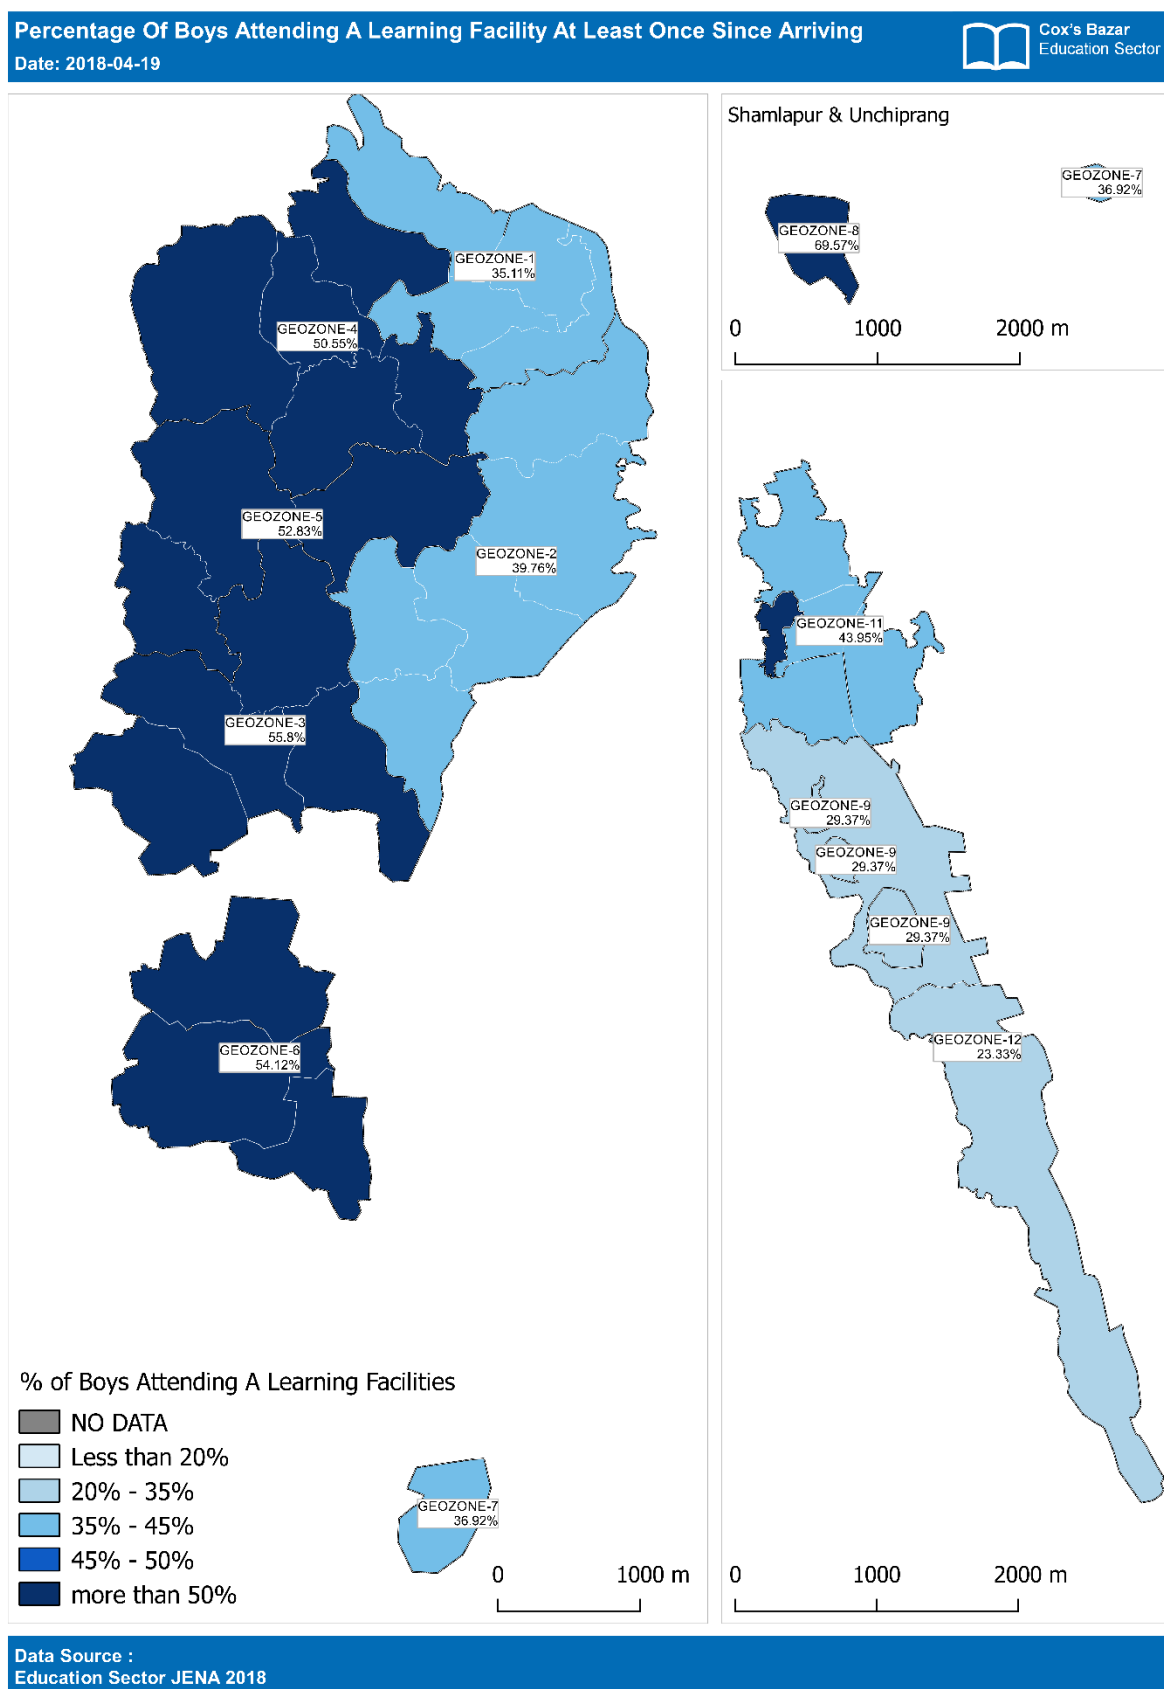 Percentage Of Boys Attending A Learning Facility At Least Once Since Arriving
Date: 2018-04-19
Cox's Bazar
Education Sector
GEOZONE-1
35.11%
GEOZONE-4
50.55%
GEOZONE-5
52.83%
GEOZONE-2
39.76%
GEOZONE-3
55.8%
GEOZONE-6
54.12%
% of Boys Attending A Learning Facilities
NO DATA
Less than 20%
20% - 35%
35% - 45%
45% - 50%
more than 50%
GEOZONE-7
36.92%
0 1000 m
Shamlapur & Unchiprang
GEOZONE-7
36.92%
GEOZONE-8
69.57%
0 1000 2000 m
GEOZONE-11
43.95%
GEOZONE-9
29.37%
GEOZONE-9
29.37%
GEOZONE-9
29.37%
GEOZONE-12
23.33%
0 1000 2000 m
Data Source :
Education Sector JENA 2018